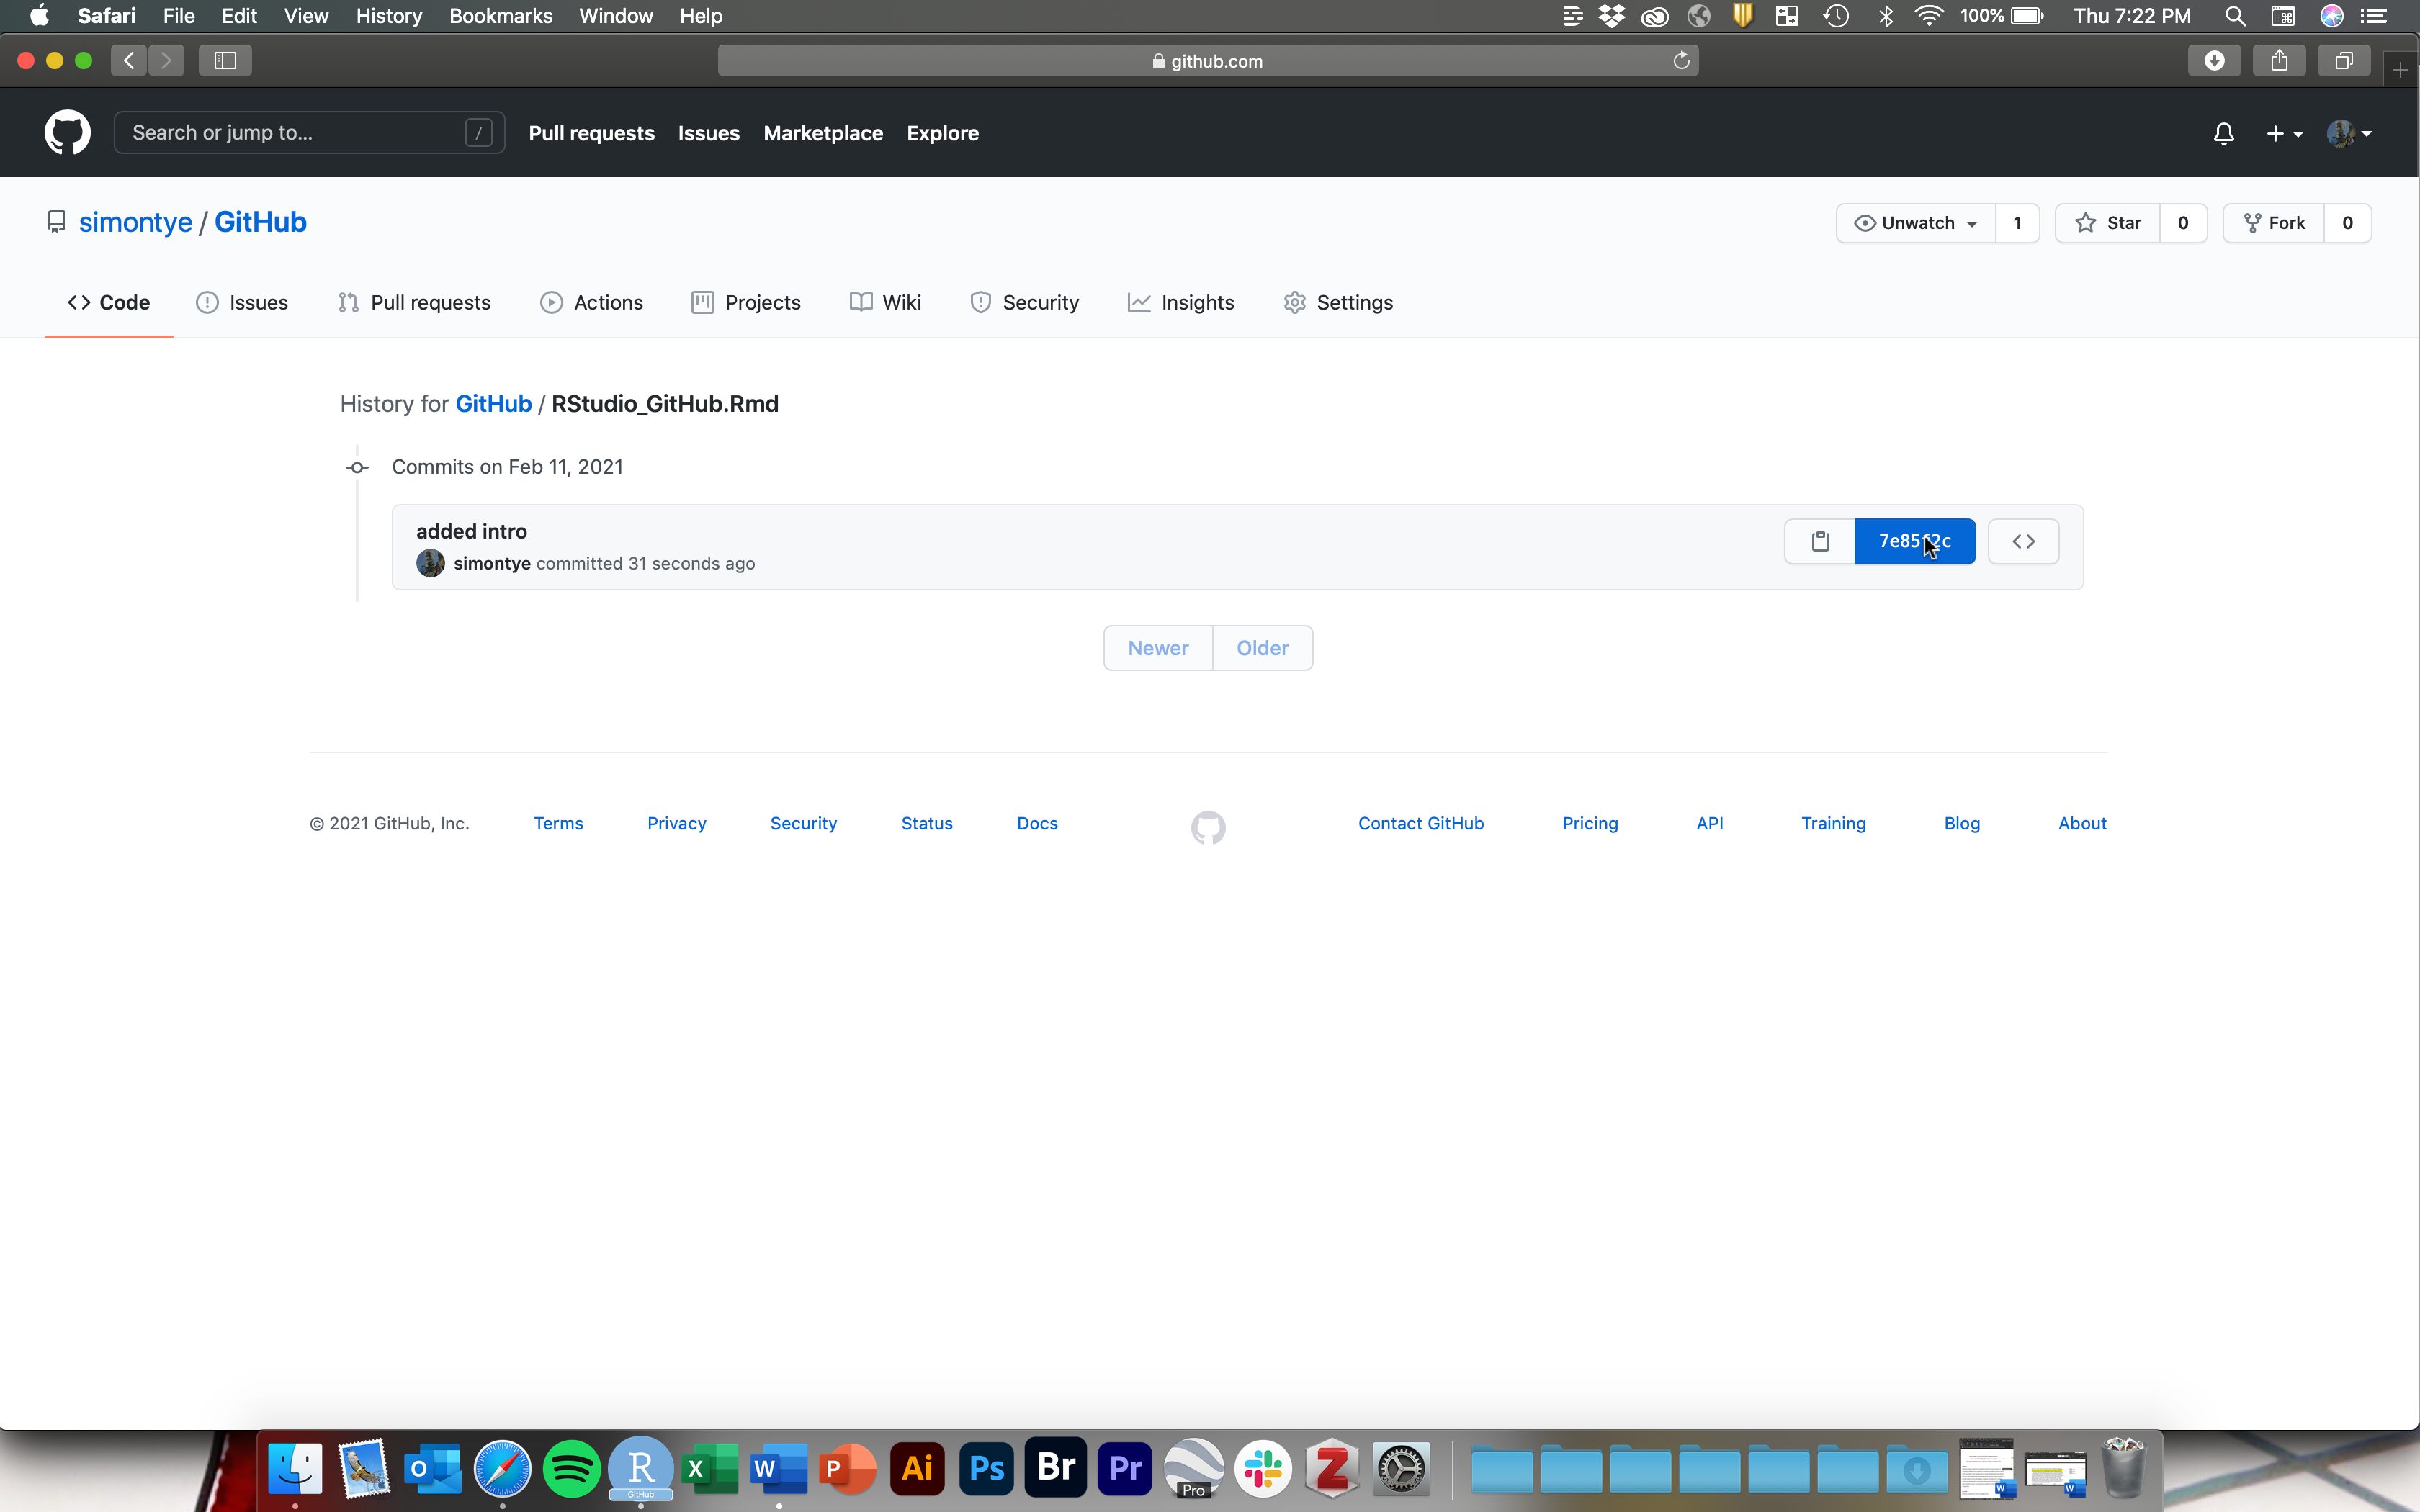 Safari File Edit View History Bookmarks Window Help 100% Thu 7:22 PM
github.com
Search or jump to... / Pull requests Issues Marketplace Explore
simontye / GitHub Unwatch 1 Star 0 Fork 0
Code Issues Pull requests Actions Projects Wiki Security Insights Settings
History for GitHub / RStudio_GitHub.Rmd
Commits on Feb 11, 2021
added intro
simontye committed 31 seconds ago
7e85f2c
Newer Older
© 2021 GitHub, Inc. Terms Privacy Security Status Docs Contact GitHub Pricing API Training Blog About
O R X W P Ai Ps Br Pr Z
GitHub Pro W W